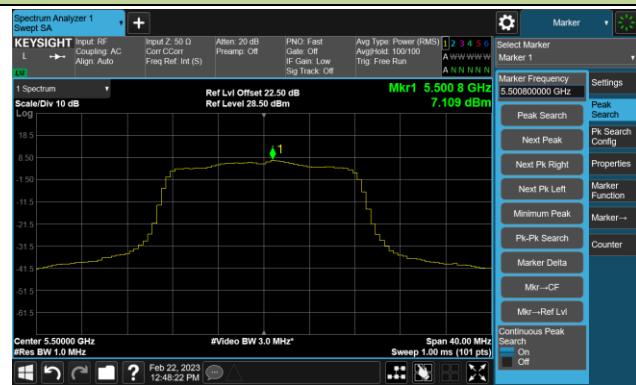 Spectrum Analyzer 1
Swept SA
Marker
KEYSIGHT
L
LXI
Input: RF
Coupling: AC
Align: Auto
Input Z: 50 Ω
Corr CCorr
Freq Ref: Int (S)
Atten: 20 dB
Preamp: Off
PNO: Fast
Gate: Off
IF Gain: Low
Sig Track: Off
Avg Type: Power (RMS)
Avg|Hold: 100/100
Trig: Free Run
1 2 3 4 5 6
A W W W W W
A N N N N N
Select Marker
Marker 1
1 Spectrum
Scale/Div 10 dB
Log
Ref Lvl Offset 22.50 dB
Ref Level 28.50 dBm
Mkr1 5.500 8 GHz
7.109 dBm
18.5
8.50
-1.50
-11.5
-21.5
-31.5
-41.5
-51.5
-61.5
1
Center 5.50000 GHz
#Res BW 1.0 MHz
#Video BW 3.0 MHz*
Span 40.00 MHz
Sweep 1.00 ms (101 pts)
Marker Frequency
5.500800000 GHz
Peak Search
Next Peak
Next Pk Right
Next Pk Left
Minimum Peak
Pk-Pk Search
Marker Delta
Mkr→CF
Mkr→Ref Lvl
Continuous Peak
Search
On
Off
Settings
Peak
Search
Pk Search
Config
Properties
Marker
Function
Marker→
Counter
?
Feb 22, 2023
12:48:22 PM